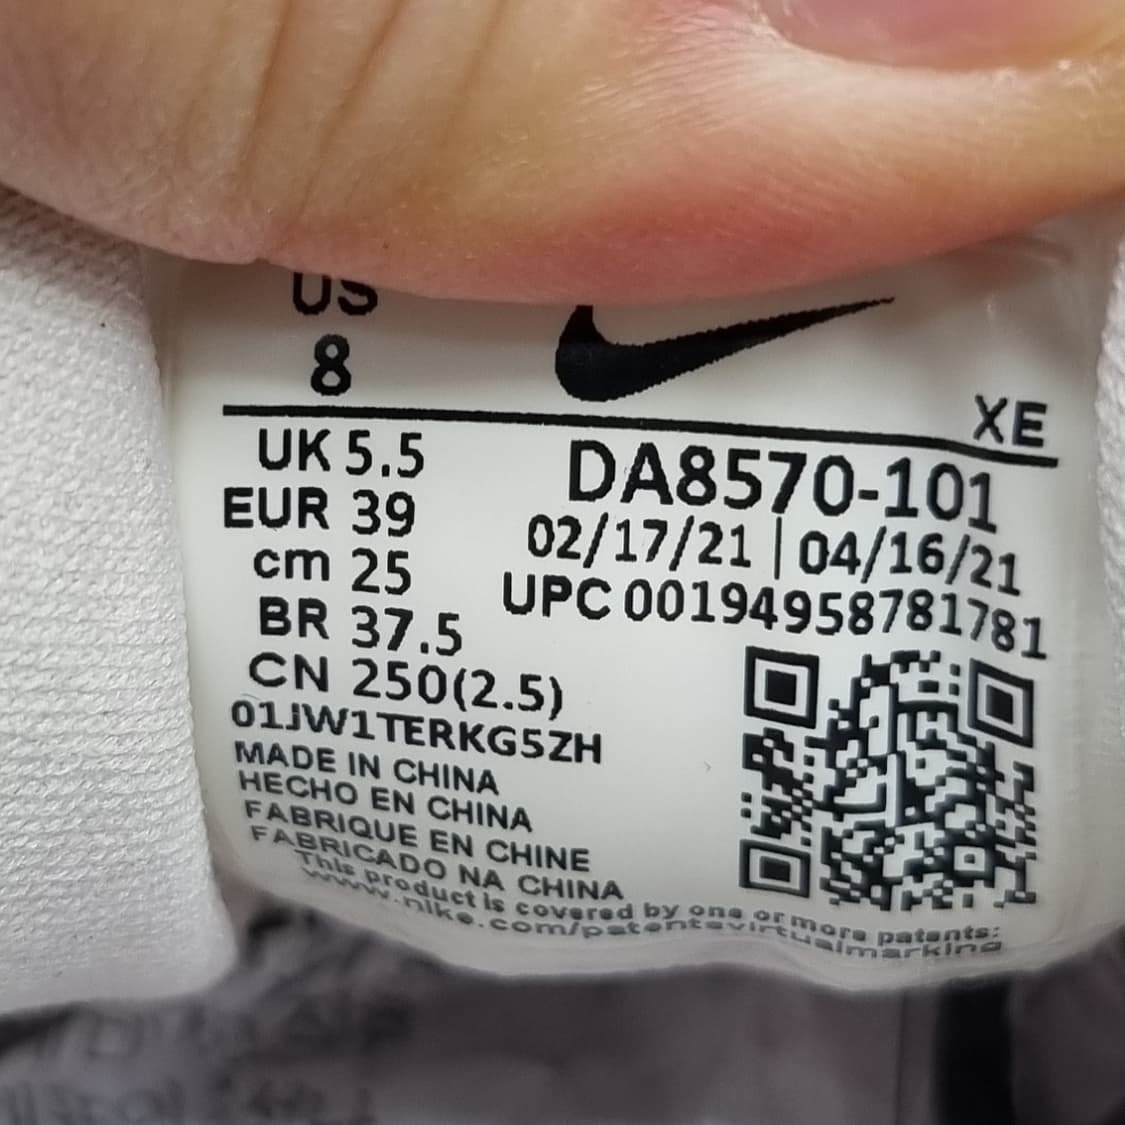 US
8
XE
UK 5.5
EUR 39
cm 25
BR 37.5
CN 250(2.5)
DA8570-101
02/17/21 | 04/16/21
UPC 00194958781781
01JW1TERKG5ZH
MADE IN CHINA
HECHO EN CHINA
FABRIQUE EN CHINE
FABRICADO NA CHINA
This product is covered by one or more patents:
www.nike.com/patentsvirtualmarking